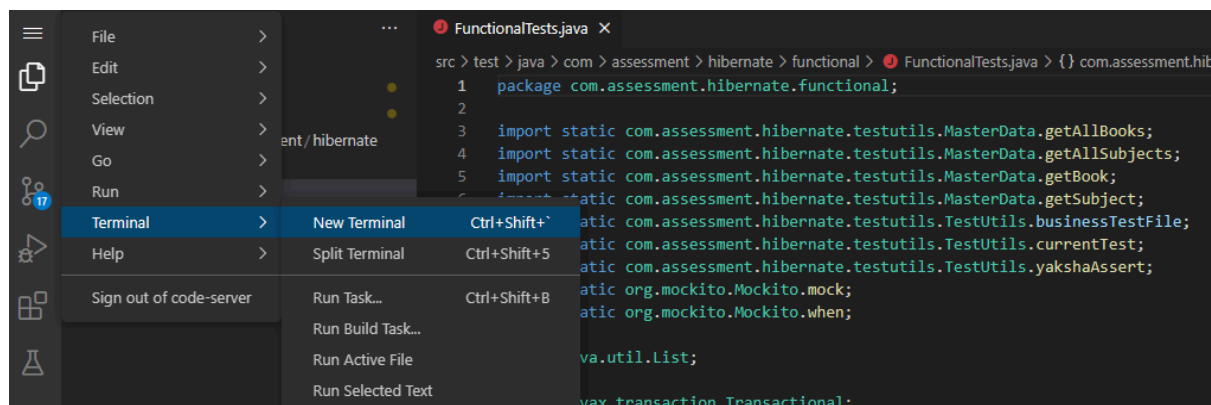 File
Edit
Selection
View
Go
Run
Terminal
Help
Sign out of code-server
17
New Terminal Ctrl+Shift+`
Split Terminal Ctrl+Shift+5
Run Task... Ctrl+Shift+B
Run Build Task...
Run Active File
Run Selected Text
...
ent/hibernate
J FunctionalTests.java ×
src > test > java > com > assessment > hibernate > functional > J FunctionalTests.java > {} com.assessment.hib
1 package com.assessment.hibernate.functional;
2
3 import static com.assessment.hibernate.testutils.MasterData.getAllBooks;
4 import static com.assessment.hibernate.testutils.MasterData.getAllSubjects;
5 import static com.assessment.hibernate.testutils.MasterData.getBook;
6 import static com.assessment.hibernate.testutils.MasterData.getSubject;
atic com.assessment.hibernate.testutils.TestUtils.businessTestFile;
atic com.assessment.hibernate.testutils.TestUtils.currentTest;
atic com.assessment.hibernate.testutils.TestUtils.yakshaAssert;
atic org.mockito.Mockito.mock;
atic org.mockito.Mockito.when;
va.util.List;
vax transaction Transactional;